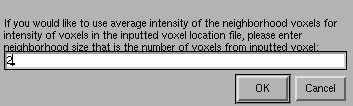 If you would like to use average intensity of the neighborhood voxels for
intensity of voxels in the inputted voxel location file, please enter
neighborhood size that is the number of voxels from inputted voxel:
2
OK Cancel